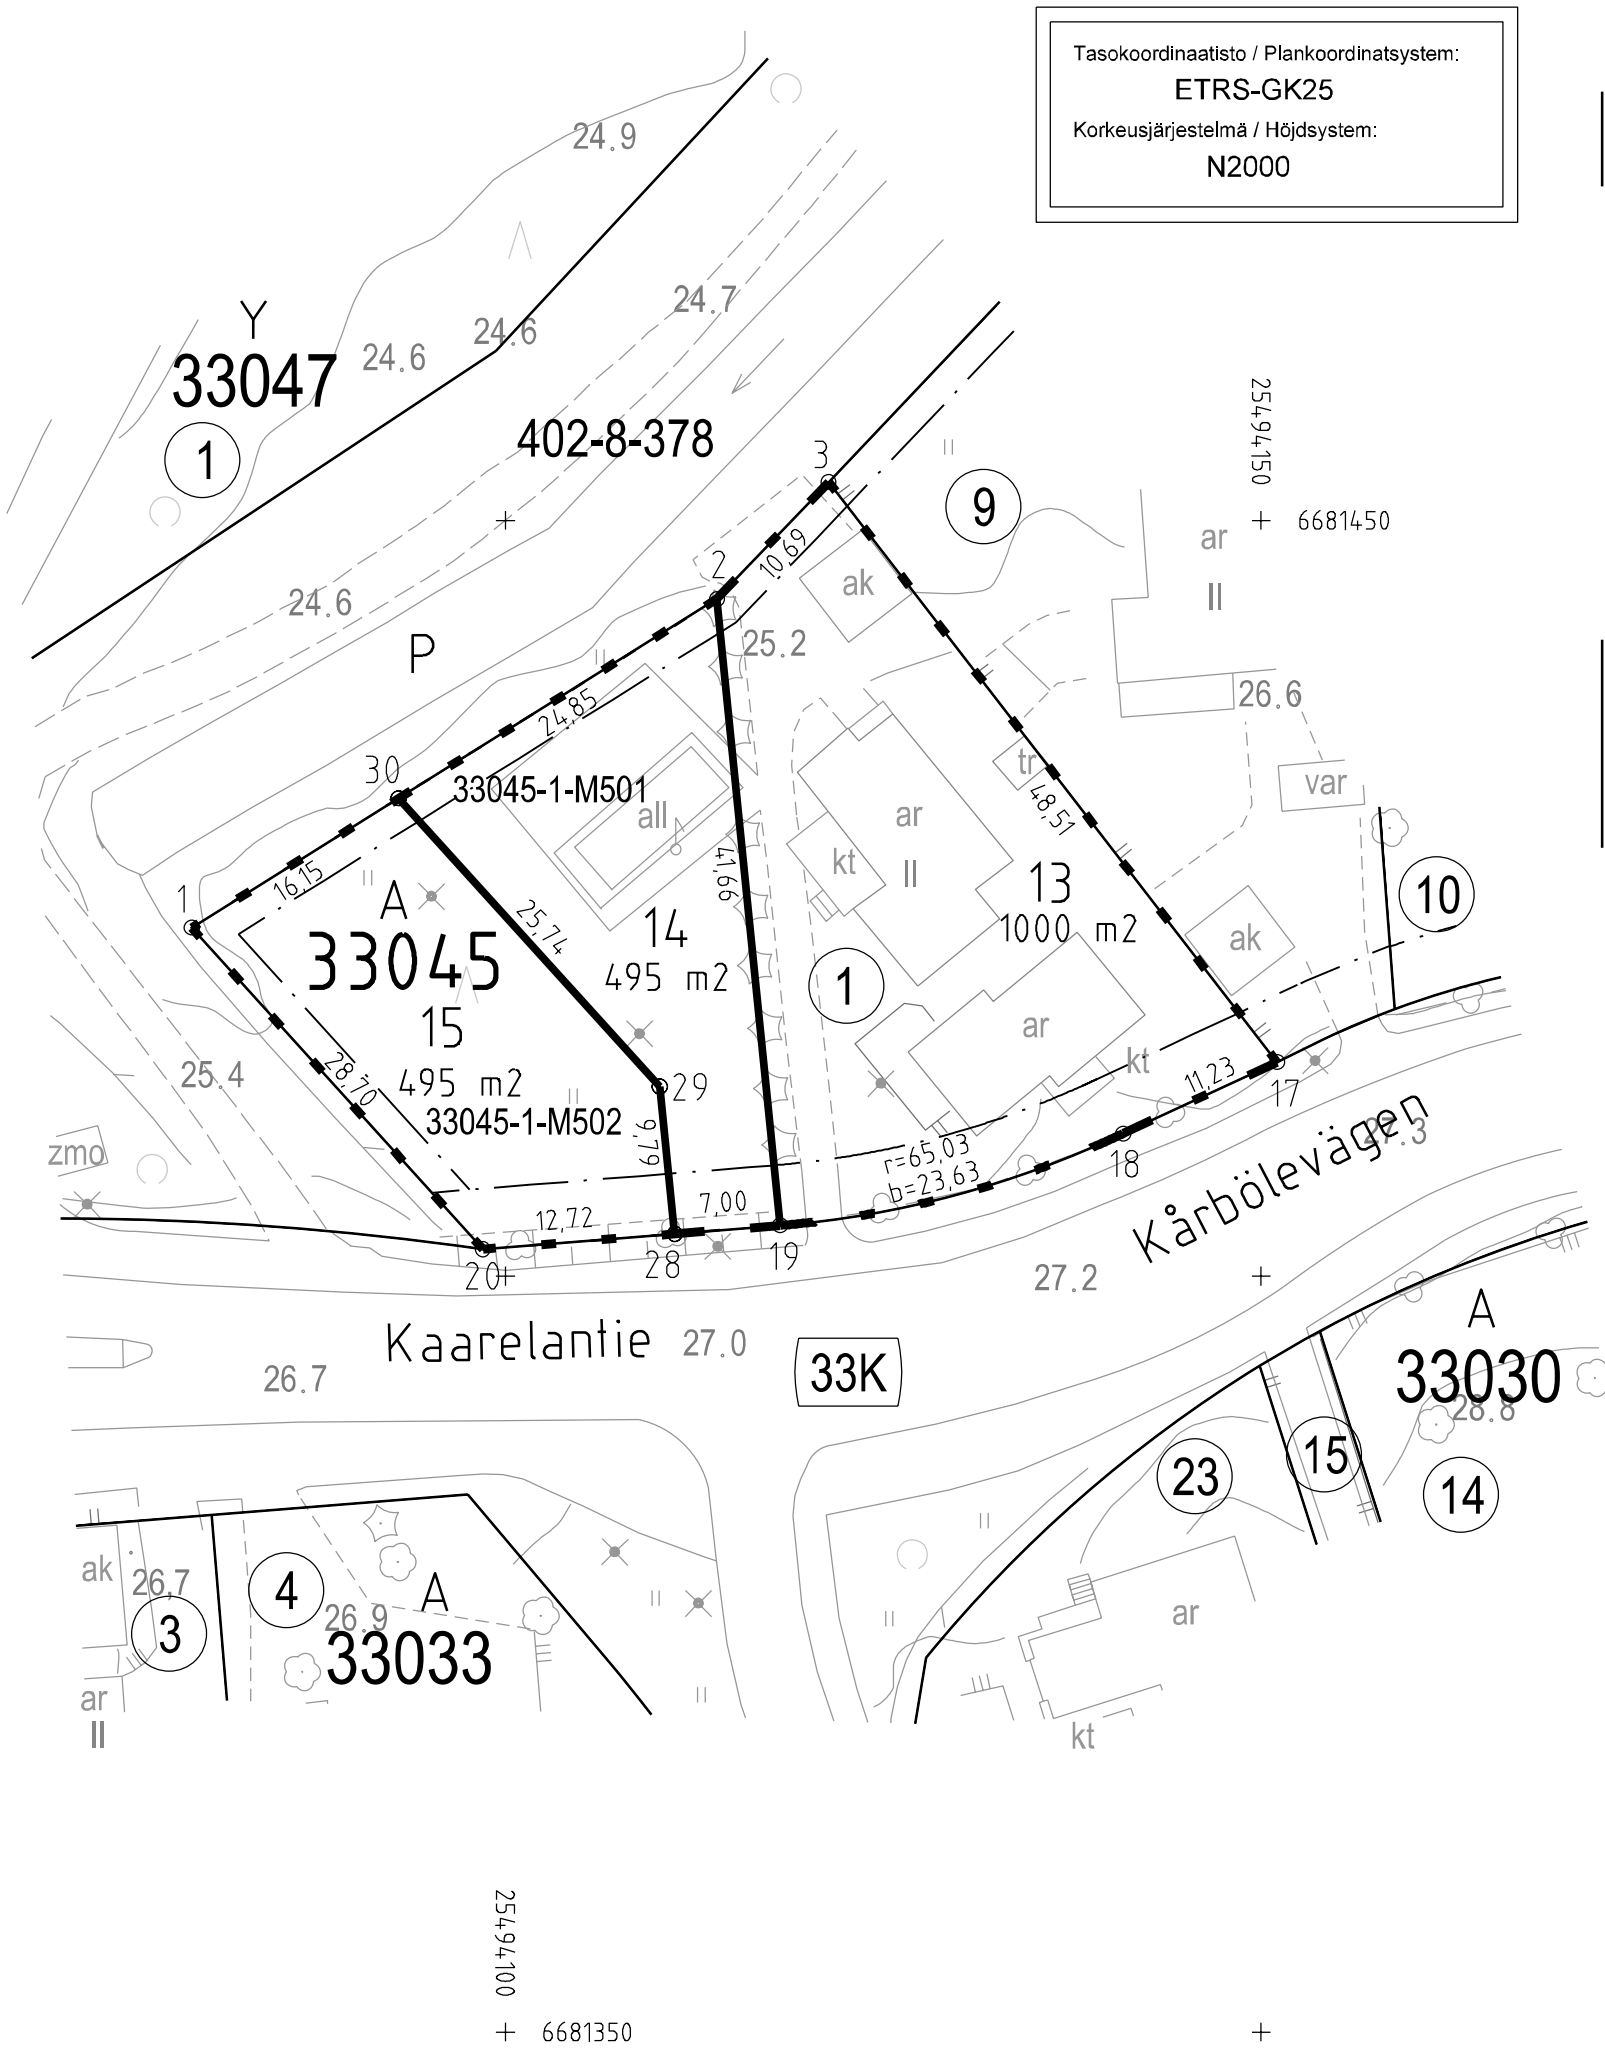 Tasokoordinaatisto / Plankoordinatsystem:
ETRS-GK25
Korkeusjärjestelmä / Höjdsystem:
N2000
24.9
24.7
24.6
24.6
Y
33047
1
402-8-378
25494150
6681450
3
9
ar
II
10,69
2
ak
24.6
P
25.2
26.6
24,85
30
33045-1-M501
all
tr
var
48,51
ar
II
kt
41,66
16,15
1
A
33045
25,74
14
495 m2
13
1000 m2
10
ak
1
15
495 m2
33045-1-M502
28,70
25.4
29
9,79
ar
kt
11,23
17
zmo
r=65,03
b=23,63
18
27.3
Kårbölevägen
12,72
7,00
20
28
19
27.2
Kaarelantie
27.0
33K
26.7
A
33030
28.8
23
15
14
ak
26,7
3
4
26.9
A
33033
ar
II
ar
kt
25494100
6681350